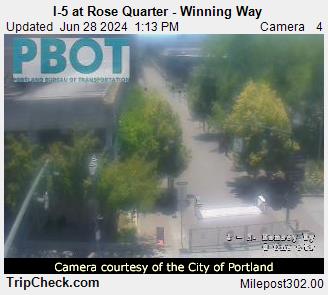 I-5 at Rose Quarter - Winning Way
Updated Jun 28 2024 1:13 PM Camera 4
PBOT
PORTLAND BUREAU OF TRANSPORTATION
Camera courtesy of the City of Portland
TripCheck.com Milepost302.00